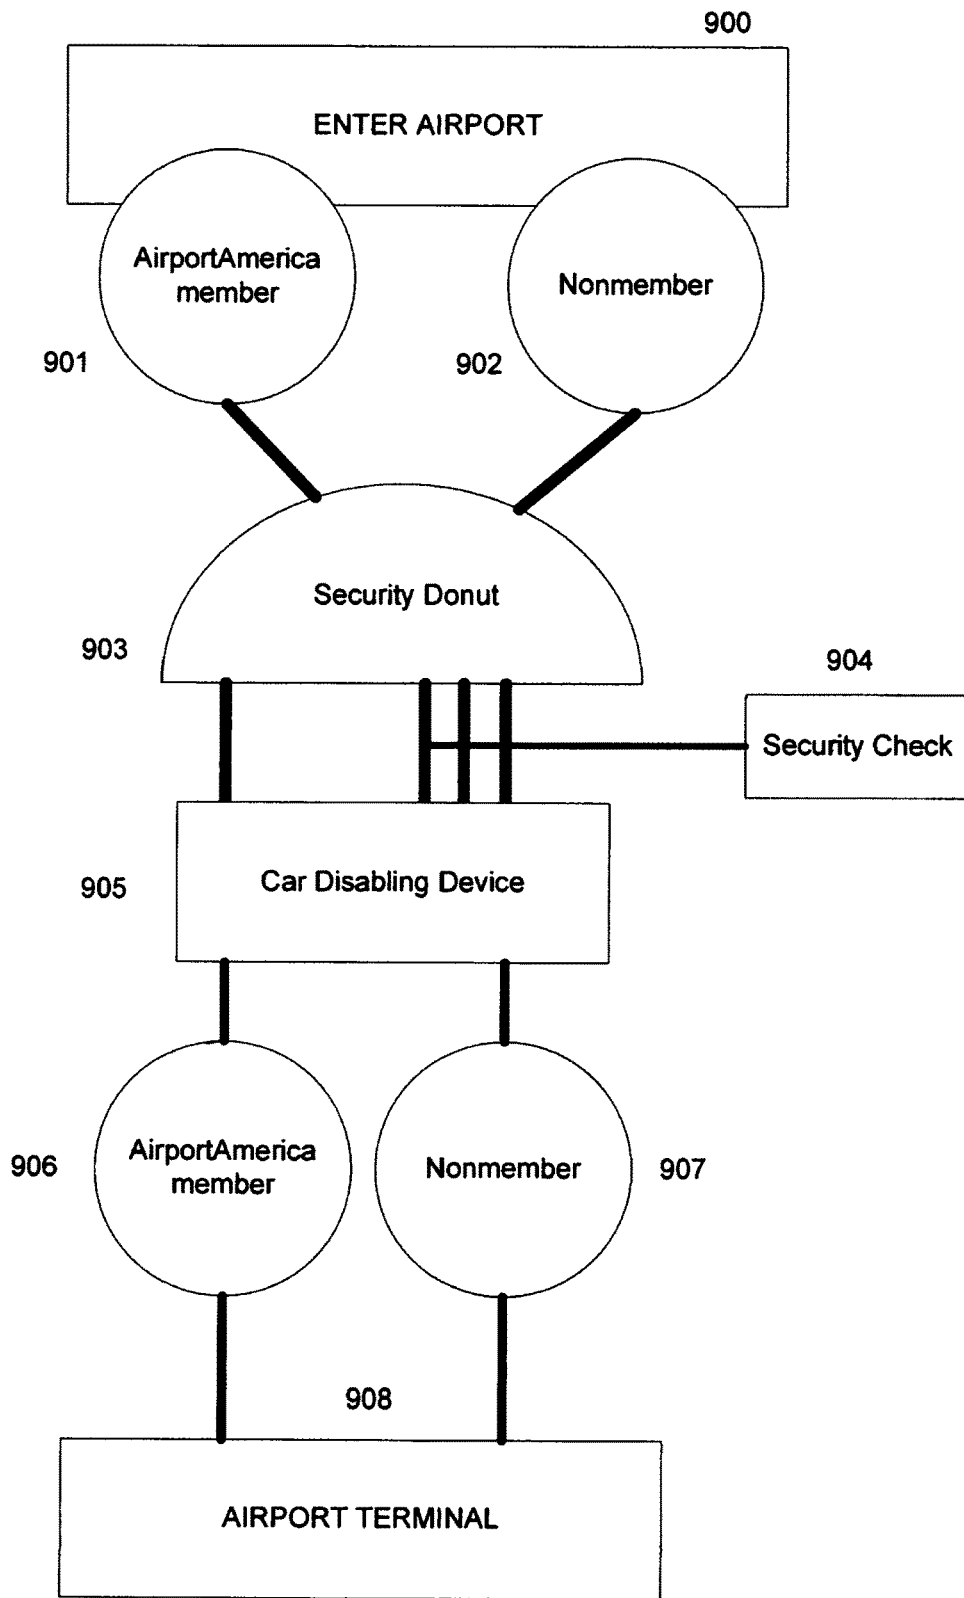 900
ENTER AIRPORT
AirportAmerica
member
Nonmember
901
902
Security Donut
903
904
Security Check
Car Disabling Device
905
AirportAmerica
member
906
Nonmember
907
908
AIRPORT TERMINAL